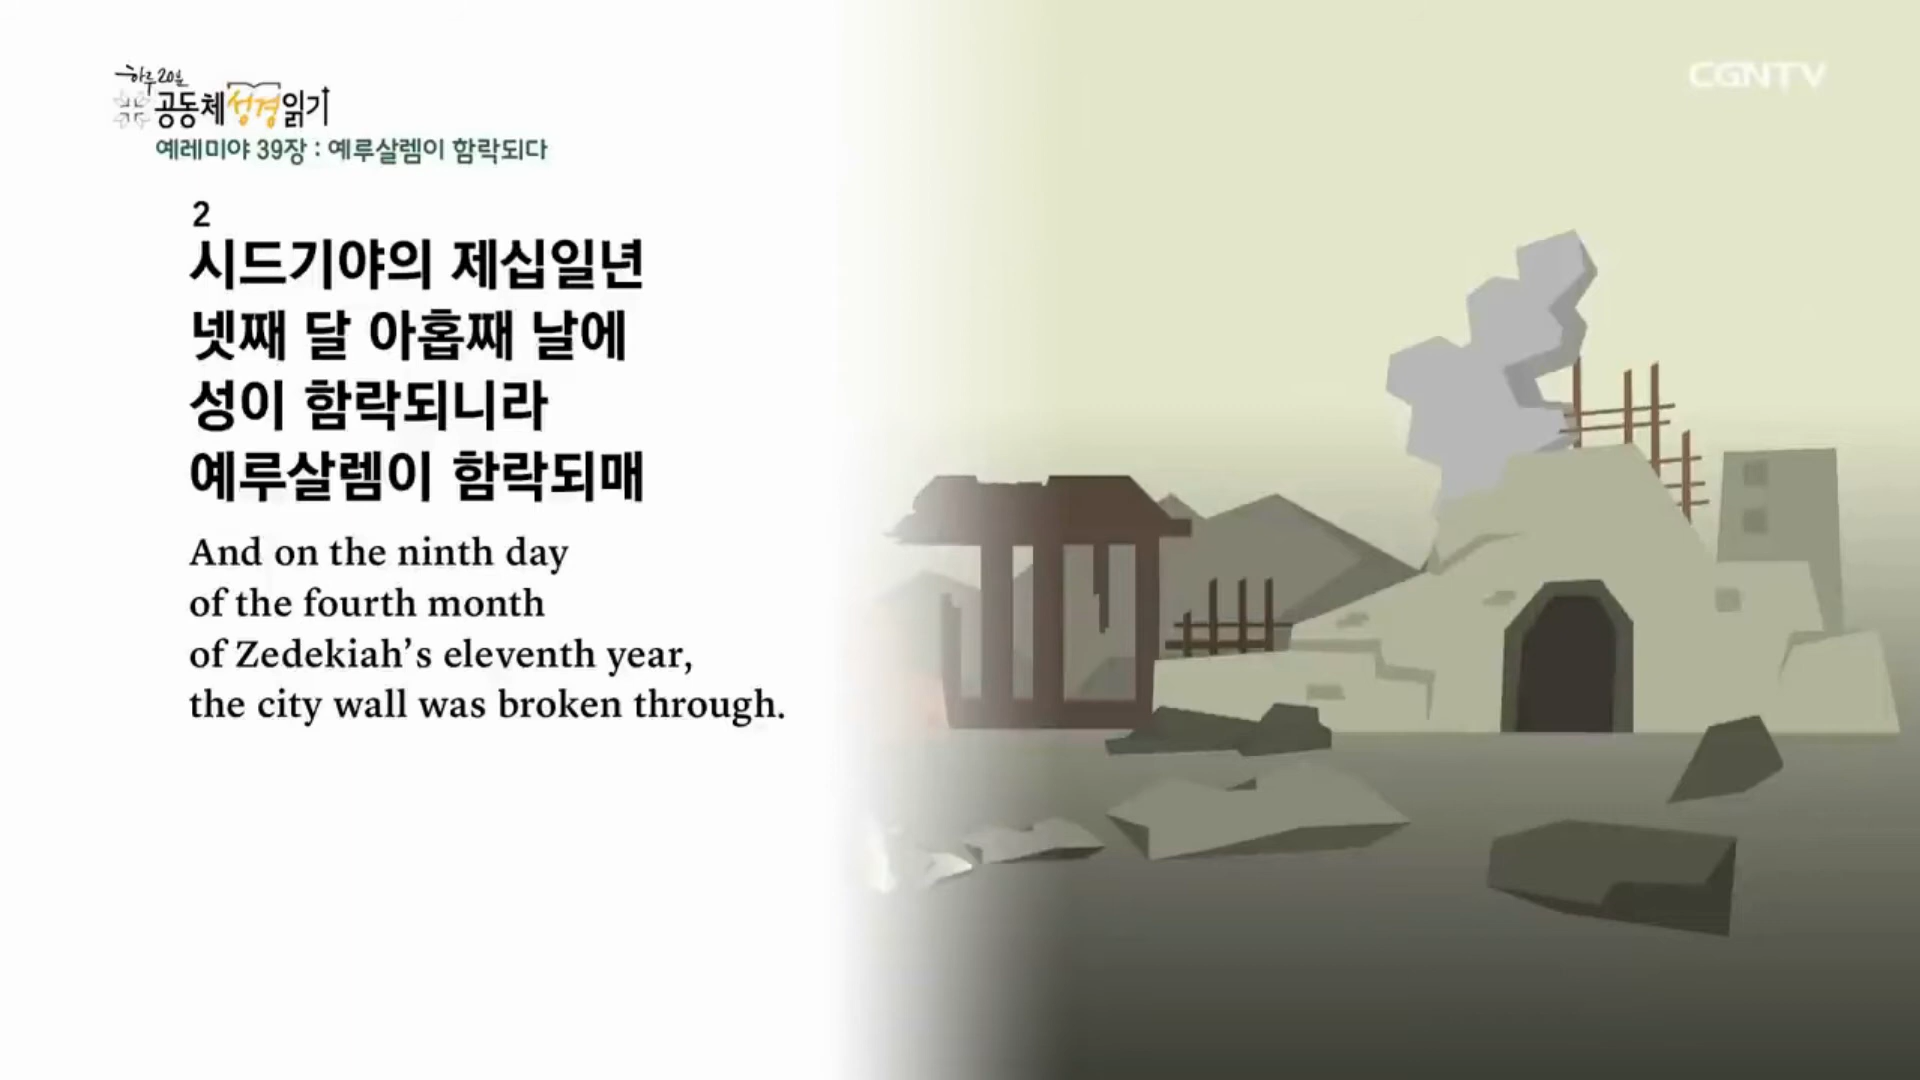 하루20분
공동체성경읽기
CGNTV
예레미야 39장 : 예루살렘이 함락되다
2
시드기야의 제십일년
넷째 달 아홉째 날에
성이 함락되니라
예루살렘이 함락되매
And on the ninth day
of the fourth month
of Zedekiah’s eleventh year,
the city wall was broken through.